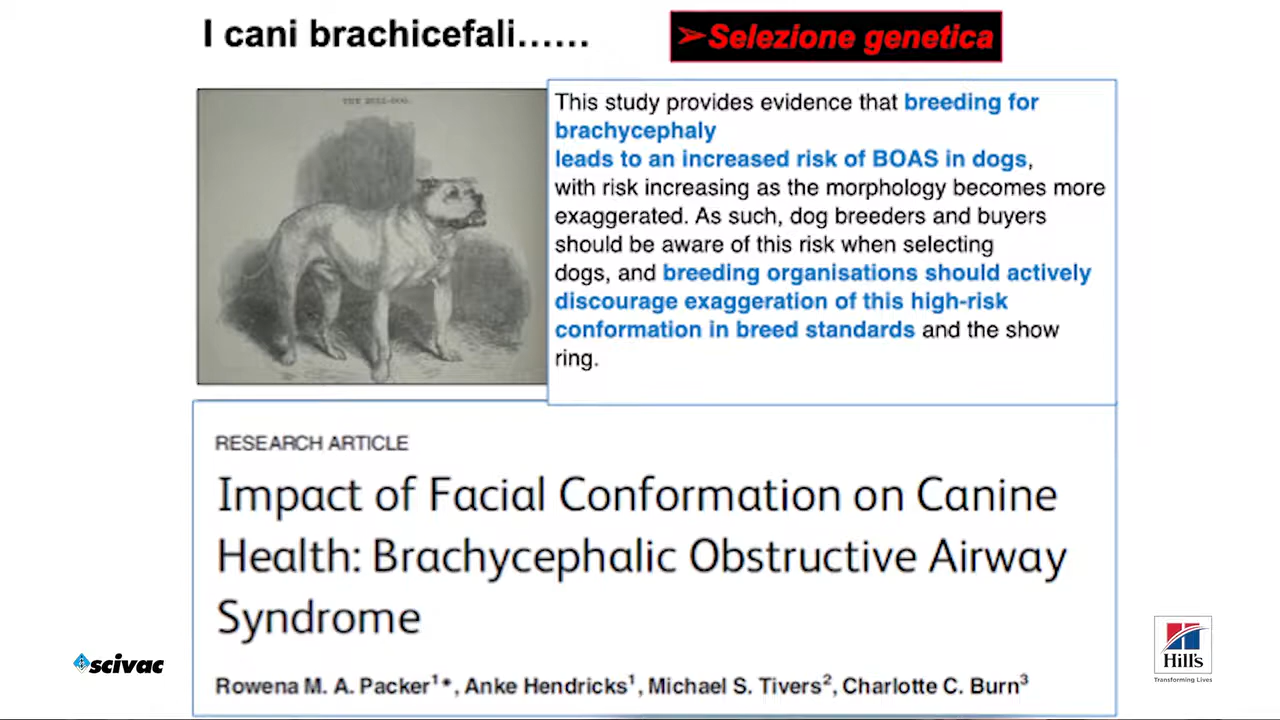 I cani brachicefali......
➢Selezione genetica
THE BULL-DOG.
This study provides evidence that breeding for
brachycephaly
leads to an increased risk of BOAS in dogs,
with risk increasing as the morphology becomes more
exaggerated. As such, dog breeders and buyers
should be aware of this risk when selecting
dogs, and breeding organisations should actively
discourage exaggeration of this high-risk
conformation in breed standards and the show
ring.
RESEARCH ARTICLE
Impact of Facial Conformation on Canine
Health: Brachycephalic Obstructive Airway
Syndrome
Rowena M. A. Packer¹*, Anke Hendricks¹, Michael S. Tivers², Charlotte C. Burn³
scivac
Hill's
Transforming Lives